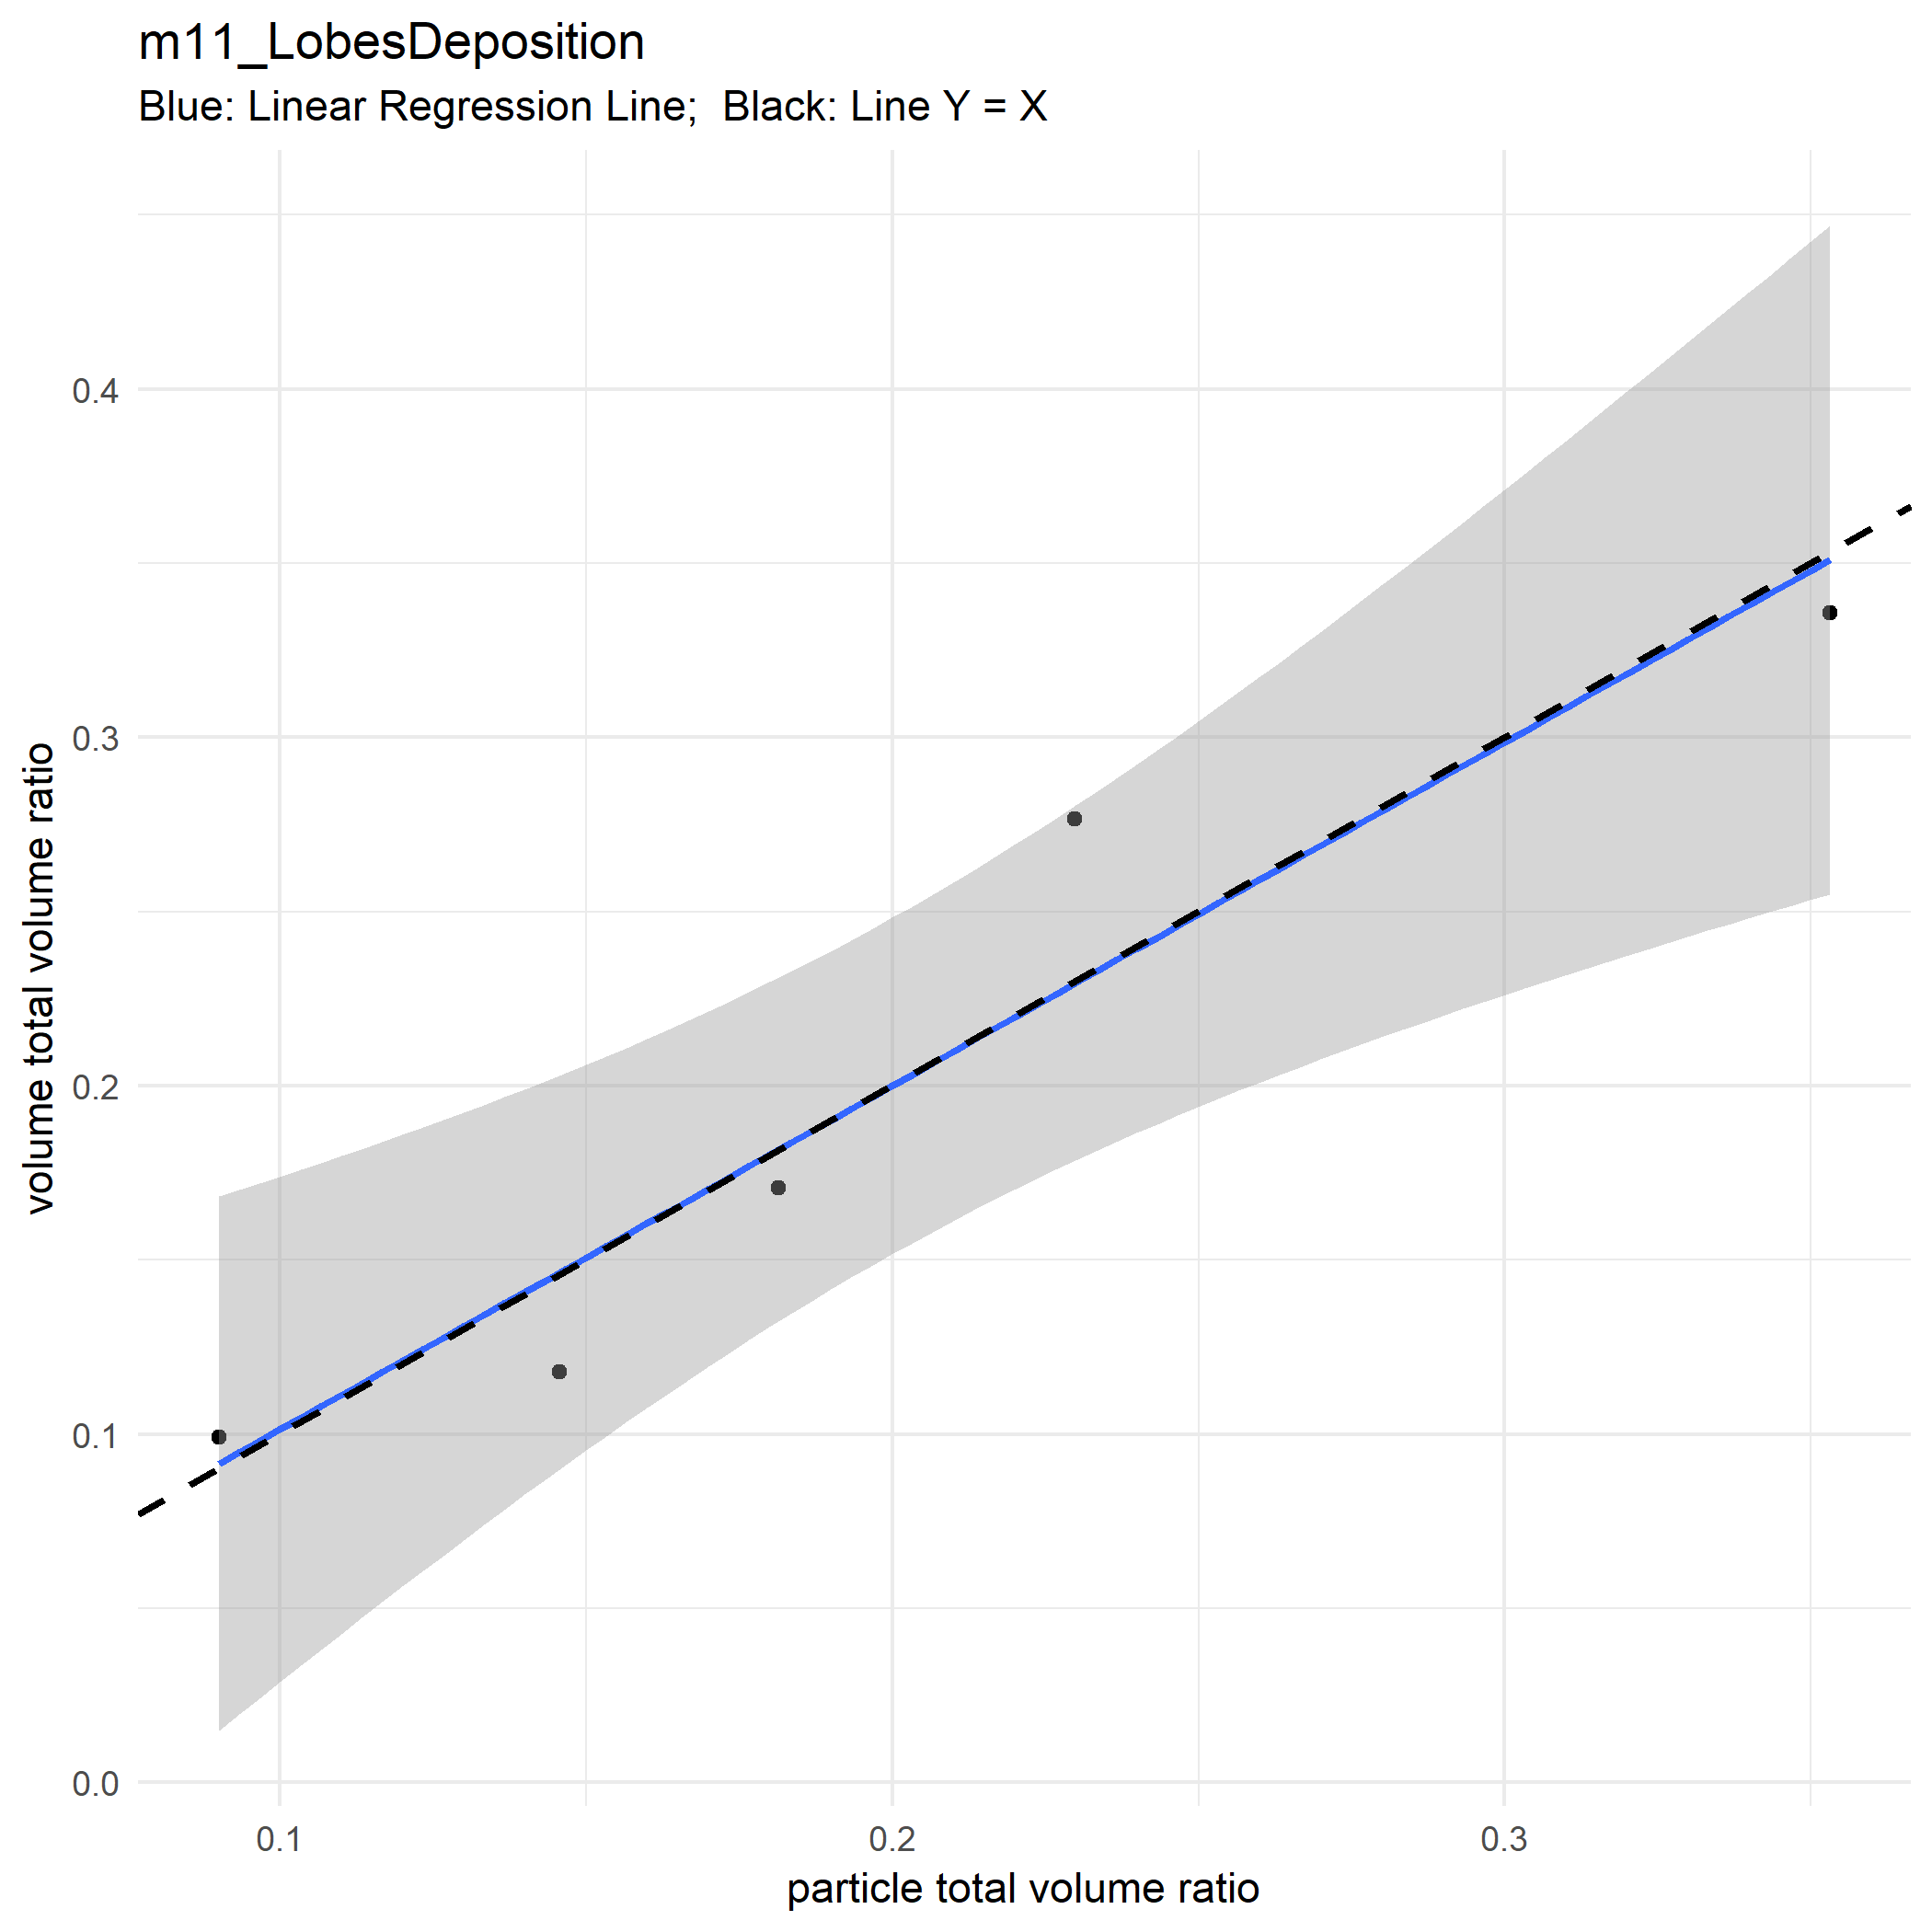 m11_LobesDeposition
Blue: Linear Regression Line;  Black: Line Y = X
volume total volume ratio
0.4
0.3
0.2
0.1
0.0
0.1
0.2
0.3
particle total volume ratio